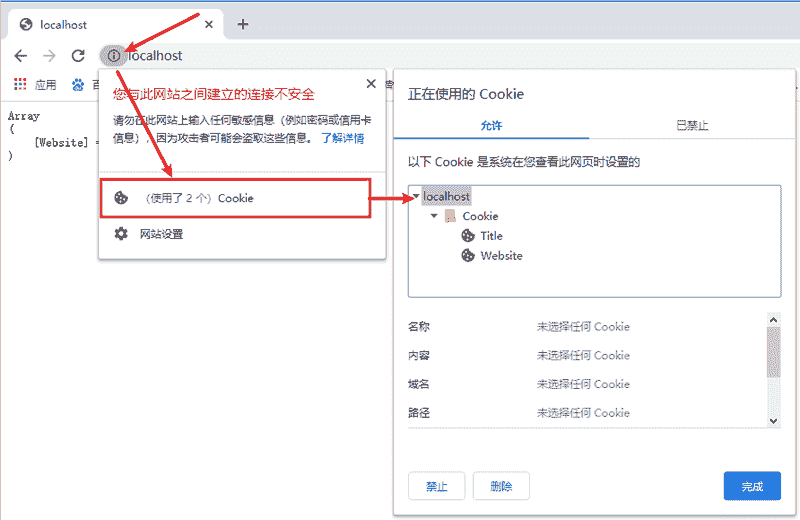 localhost
localhost
应用
Array
(
[Website] =
)
您与此网站之间建立的连接不安全
请勿在此网站上输入任何敏感信息（例如密码或信用卡
信息），因为攻击者可能会盗取这些信息。 了解详情
（使用了 2 个）Cookie
网站设置
正在使用的 Cookie
允许
已禁止
以下 Cookie 是系统在您查看此网页时设置的
localhost
Cookie
Title
Website
名称 未选择任何 Cookie
内容 未选择任何 Cookie
域名 未选择任何 Cookie
路径 未选择任何 Cookie
禁止
删除
完成